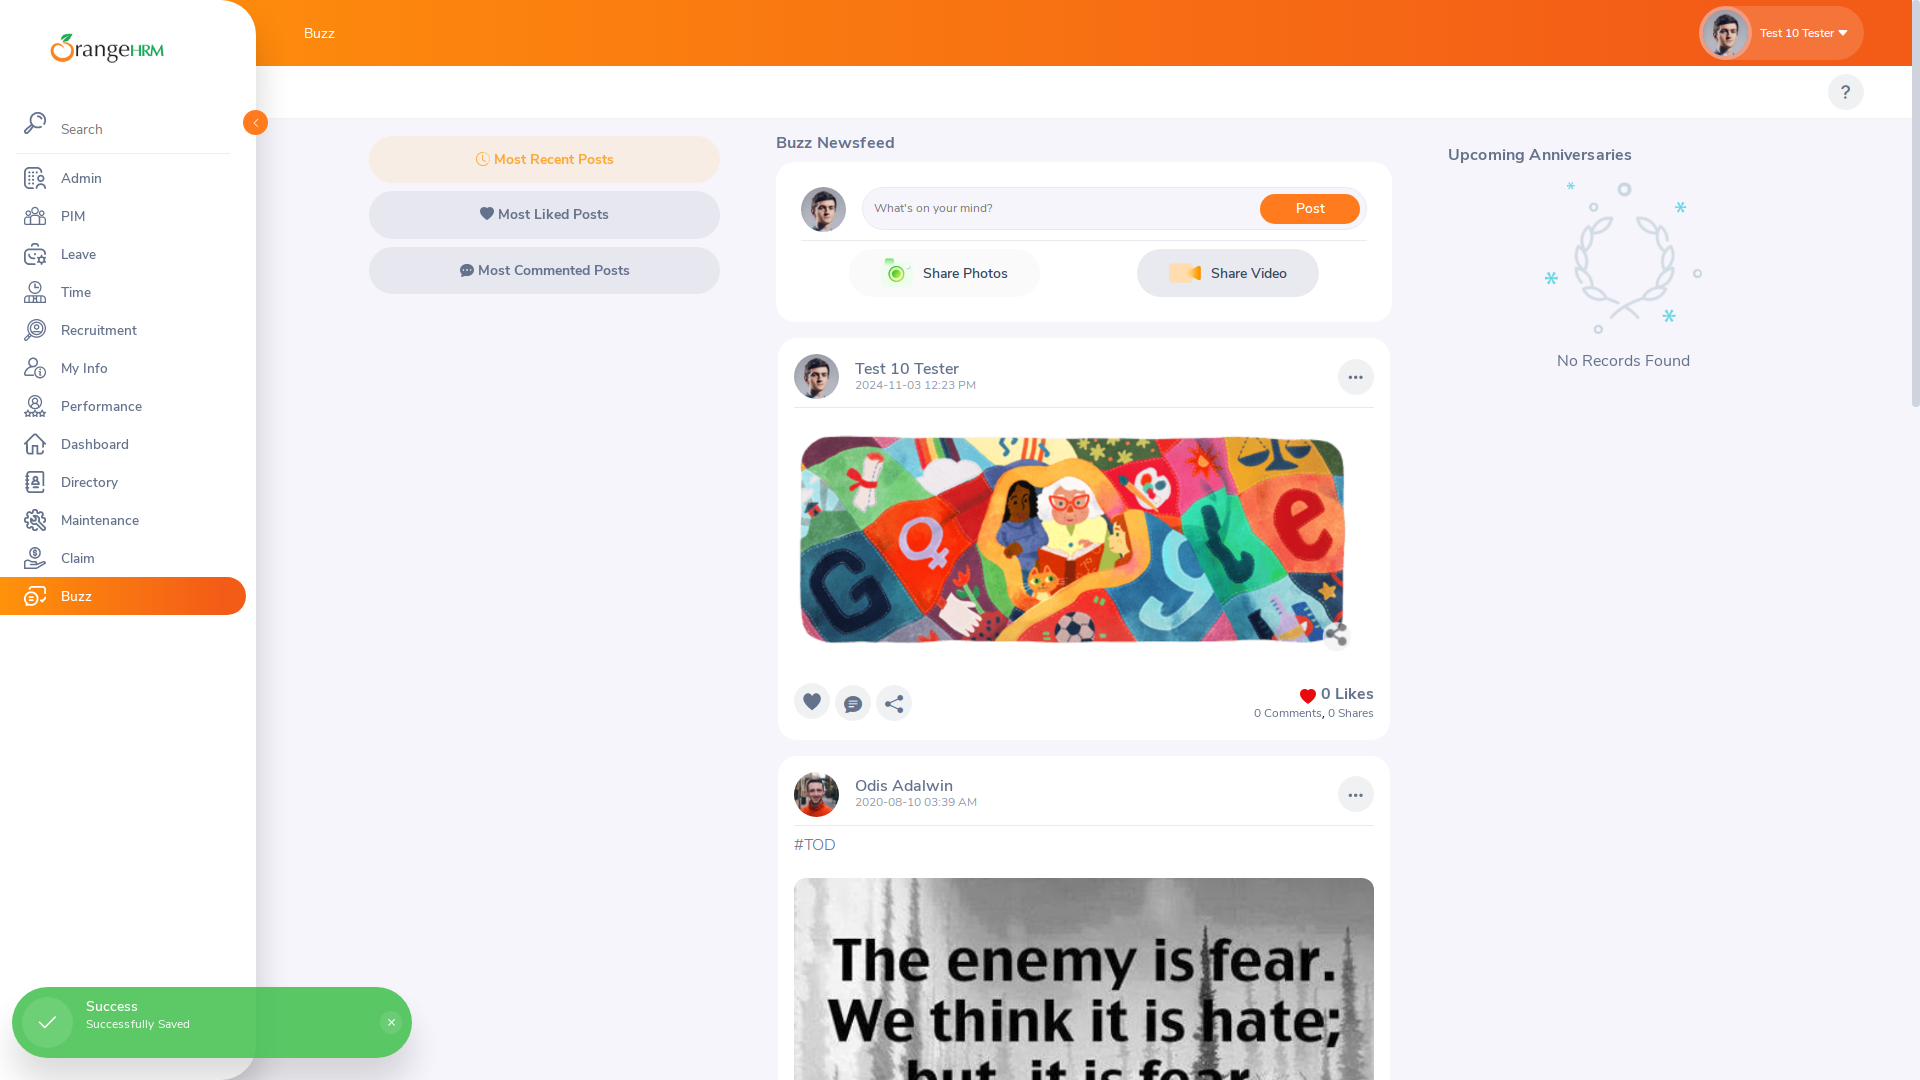 OrangeHRM
Search
Admin
PIM
Leave
Time
Recruitment
My Info
Performance
Dashboard
Directory
Maintenance
Claim
Buzz
Buzz
Test 10 Tester
?
Most Recent Posts
Most Liked Posts
Most Commented Posts
Buzz Newsfeed
What's on your mind?
Post
Share Photos
Share Video
Test 10 Tester
2024-11-03 12:23 PM
0 Likes
0 Comments, 0 Shares
Odis Adalwin
2020-08-10 03:39 AM
#TOD
The enemy is fear.
We think it is hate;
but, it is fear.
Upcoming Anniversaries
No Records Found
Success
Successfully Saved